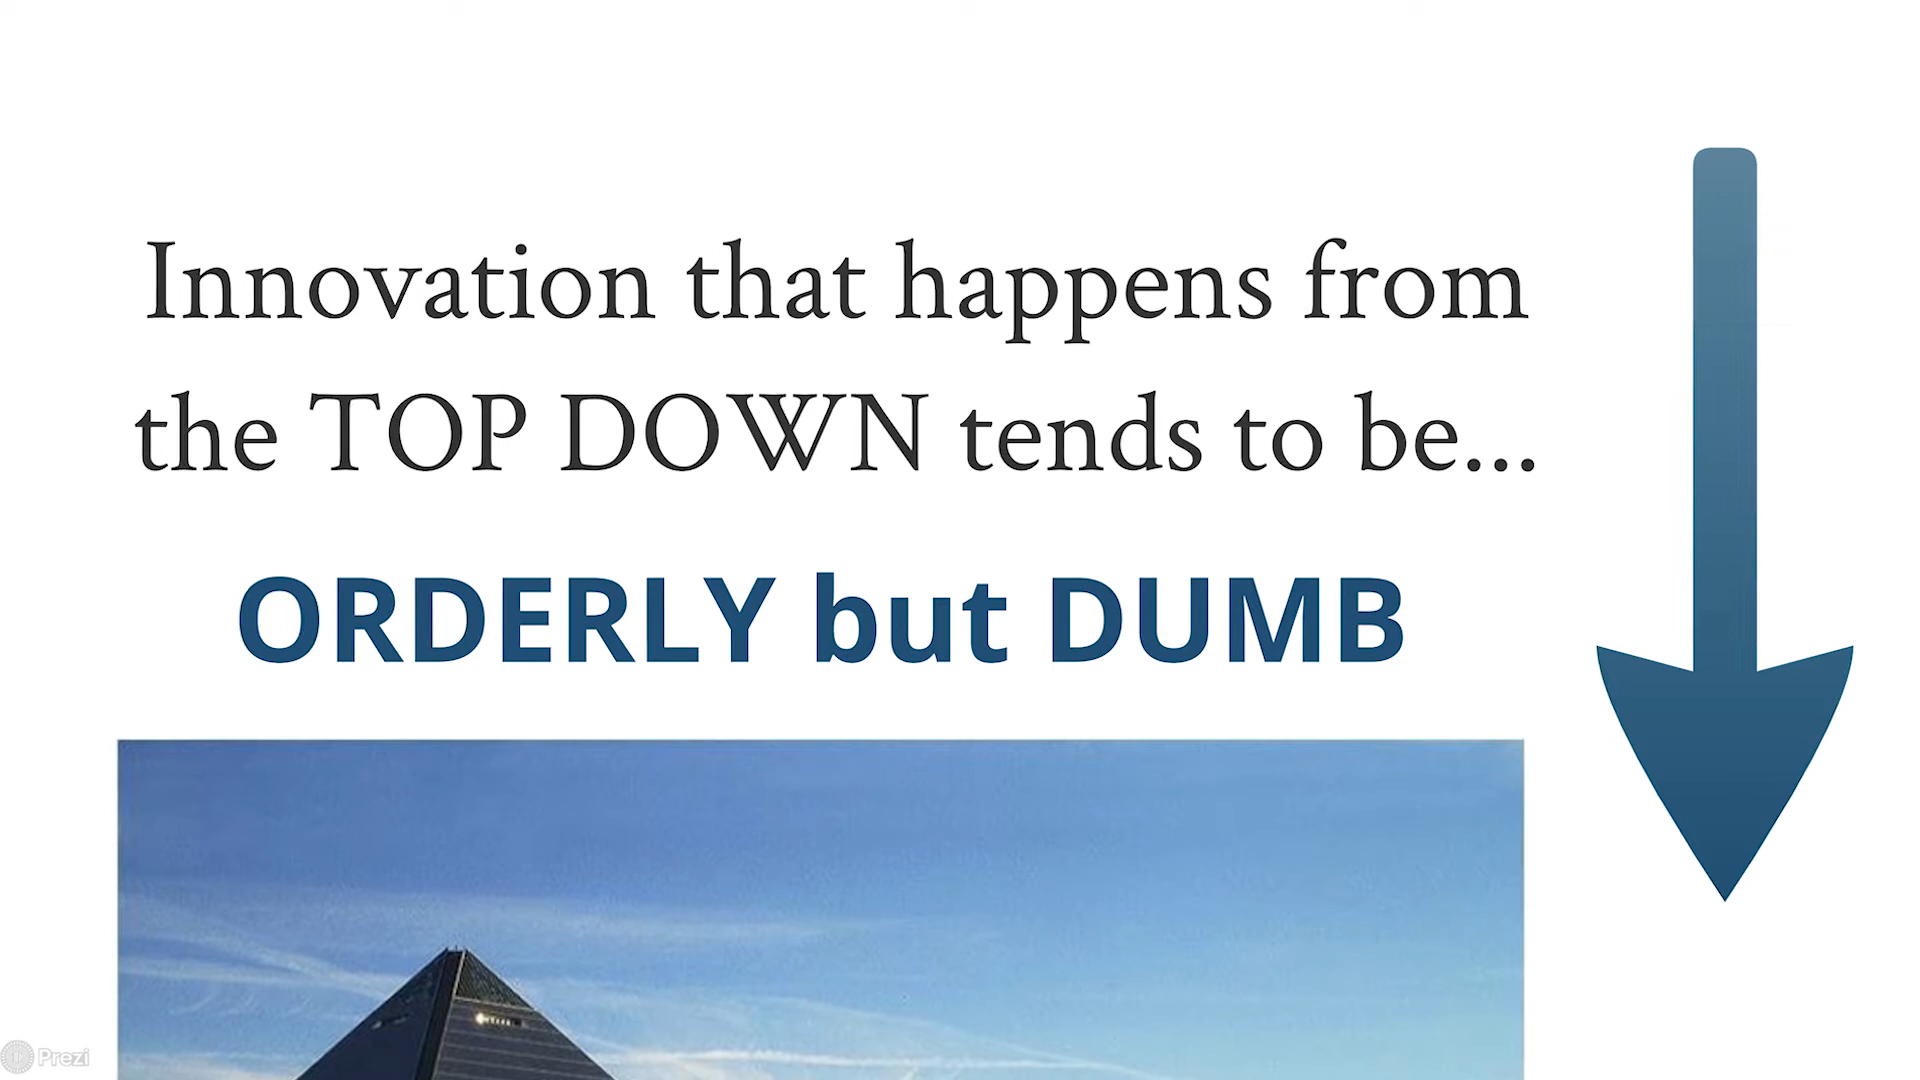 Innovation that happens from
the TOP DOWN tends to be...
ORDERLY but DUMB
Prezi